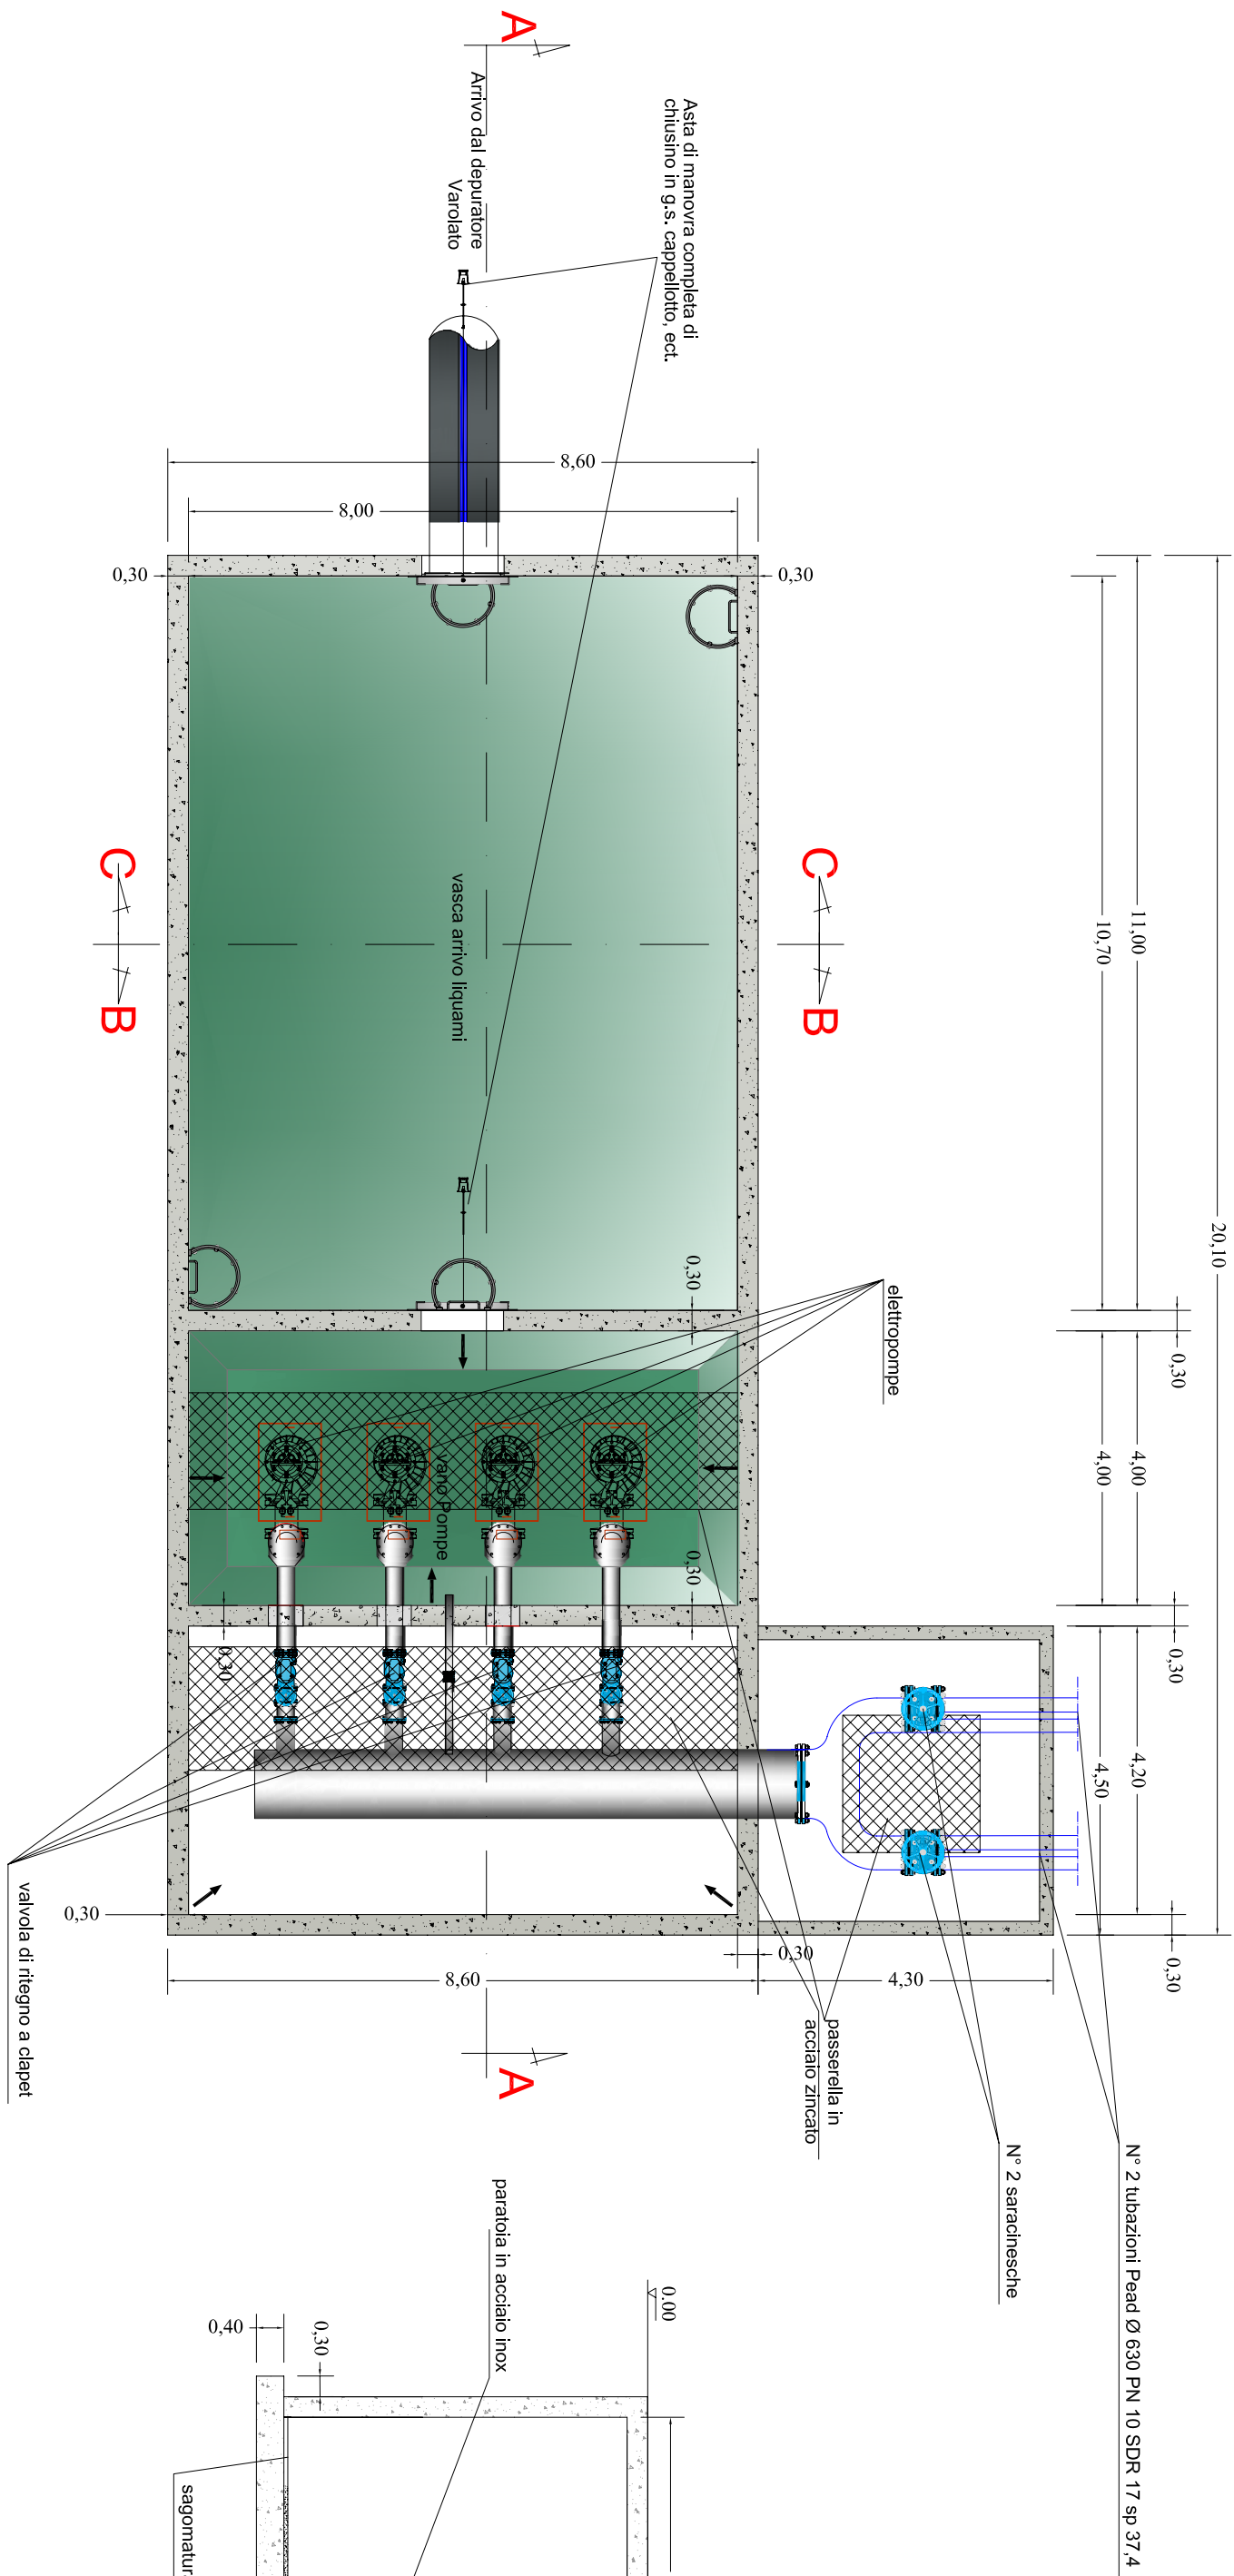 A
Arrivo dal depuratore
Varolato
Asta di manovra completa di
chiusino in g.s. cappellotto, ect.
8,60
8,00
0,30
0,30
20,10
11,00
10,70
0,30
4,00
4,00
0,30
4,20
4,50
0,30
C
B
C
B
vasca arrivo liquami
0,30
elettropompe
vano Pompe
0,30
0,30
0,30
8,60
0,30
4,30
valvola di ritegno a clapet
passerella in
acciaio zincato
A
N° 2 saracinesche
N° 2 tubazioni Pead Ø 630 PN 10 SDR 17 sp 37,4
paratoia in acciaio inox
0.00
0,40
0,30